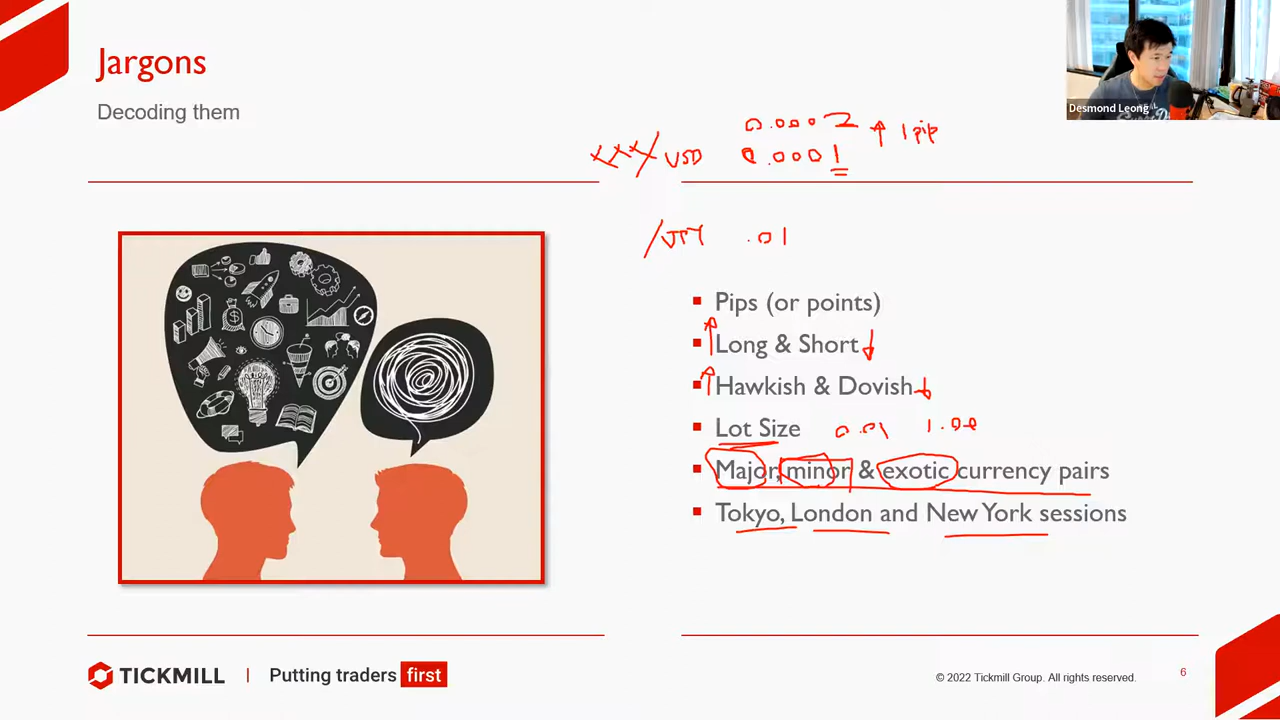 Jargons
Decoding them
Desmond Leong
0.0002 ↑ 1 pip
xxx/USD 0.0001
/JPY .01
Pips (or points)
Long & Short
Hawkish & Dovish
Lot Size 0.01 1.00
Major, minor & exotic currency pairs
Tokyo, London and New York sessions
TICKMILL | Putting traders first
© 2022 Tickmill Group. All rights reserved.
6